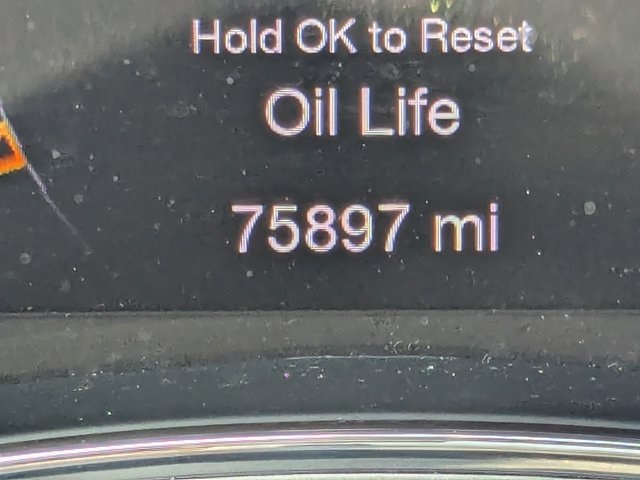 Hold OK to Reset
Oil Life
75897 mi